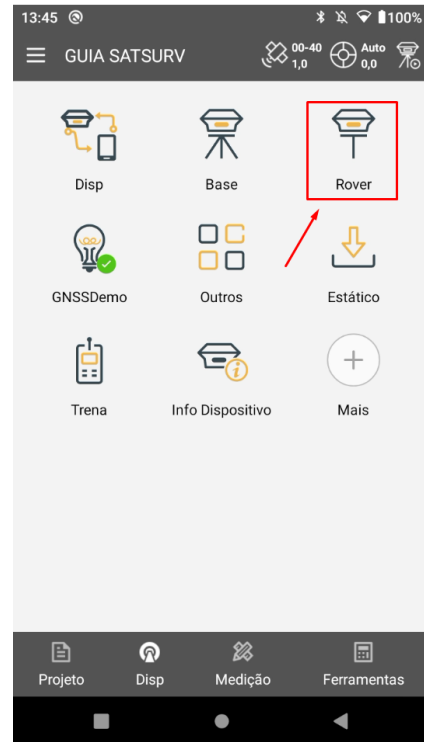 13:45 100%
GUIA SATSURV 00-40 1,0 Auto 0,0
Disp Base Rover
GNSSDemo Outros Estático
Trena Info Dispositivo Mais
Projeto Disp Medição Ferramentas